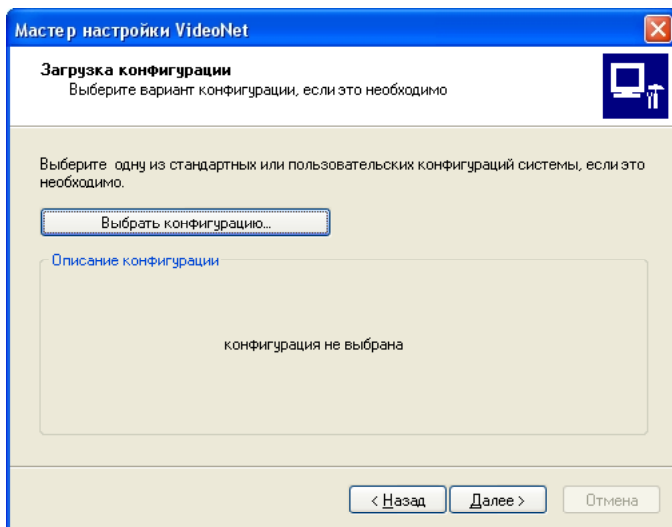 Мастер настройки VideoNet
Загрузка конфигурации
Выберите вариант конфигурации, если это необходимо
Выберите одну из стандартных или пользовательских конфигураций системы, если это
необходимо.
Выбрать конфигурацию...
Описание конфигурации
конфигурация не выбрана
< Назад Далее > Отмена